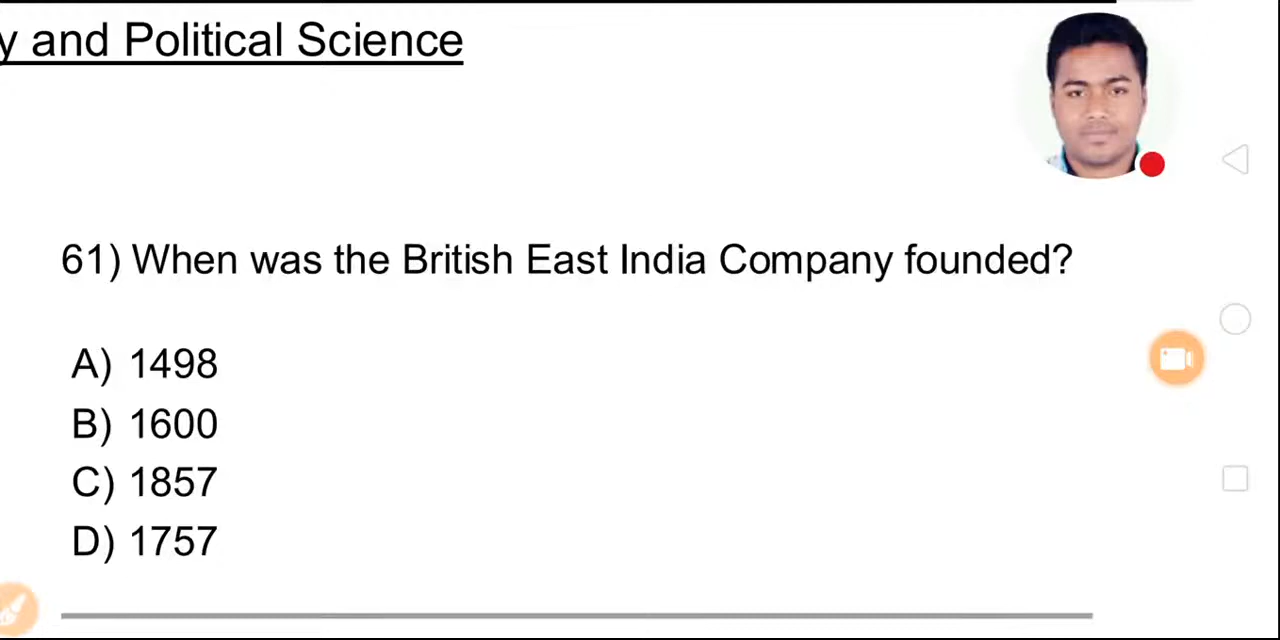 y and Political Science
61) When was the British East India Company founded?
A) 1498
B) 1600
C) 1857
D) 1757